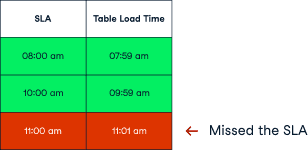 SLA Table Load Time
08:00 am 07:59 am
10:00 am 09:59 am
11:00 am 11:01 am ← Missed the SLA